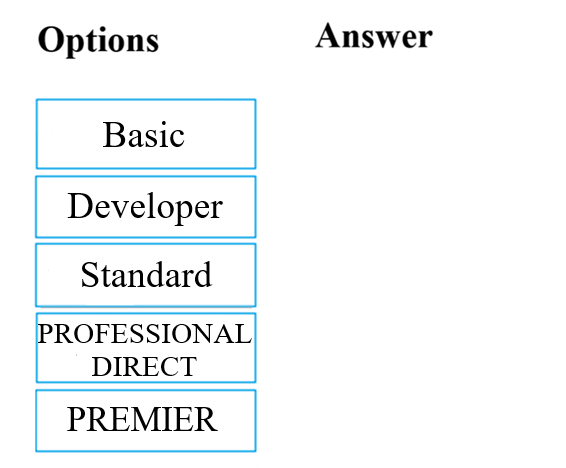 Options
Answer
Basic
Developer
Standard
PROFESSIONAL
DIRECT
PREMIER